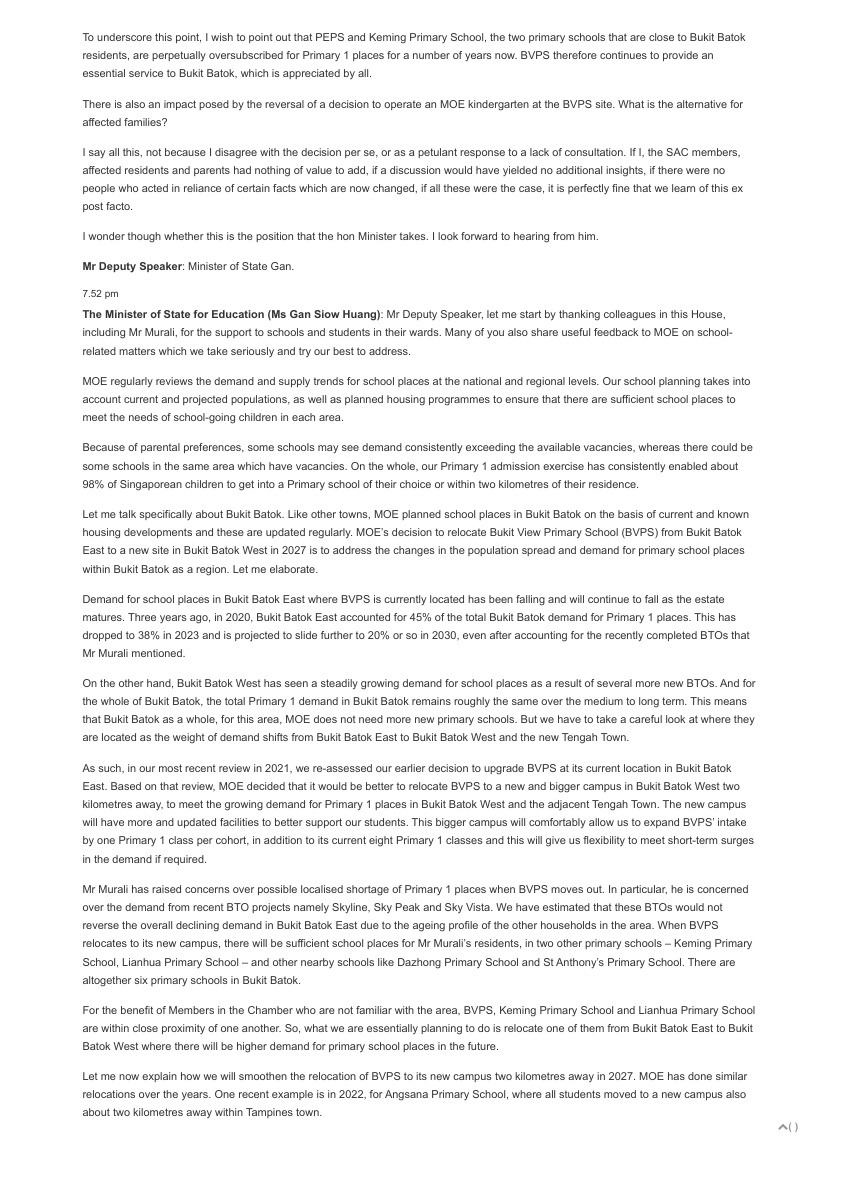 To underscore this point, I wish to point out that PEPS and Keming Primary School, the two primary schools that are close to Bukit Batok
residents, are perpetually oversubscribed for Primary 1 places for a number of years now. BVPS therefore continues to provide an
essential service to Bukit Batok, which is appreciated by all.
There is also an impact posed by the reversal of a decision to operate an MOE kindergarten at the BVPS site. What is the alternative for
affected families?
I say all this, not because I disagree with the decision per se, or as a petulant response to a lack of consultation. If I, the SAC members,
affected residents and parents had nothing of value to add, if a discussion would have yielded no additional insights, if there were no
people who acted in reliance of certain facts which are now changed, if all these were the case, it is perfectly fine that we learn of this ex
post facto.
I wonder though whether this is the position that the hon Minister takes. I look forward to hearing from him.
Mr Deputy Speaker: Minister of State Gan.
7.52 pm
The Minister of State for Education (Ms Gan Siow Huang): Mr Deputy Speaker, let me start by thanking colleagues in this House,
including Mr Murali, for the support to schools and students in their wards. Many of you also share useful feedback to MOE on school-
related matters which we take seriously and try our best to address.
MOE regularly reviews the demand and supply trends for school places at the national and regional levels. Our school planning takes into
account current and projected populations, as well as planned housing programmes to ensure that there are sufficient school places to
meet the needs of school-going children in each area.
Because of parental preferences, some schools may see demand consistently exceeding the available vacancies, whereas there could be
some schools in the same area which have vacancies. On the whole, our Primary 1 admission exercise has consistently enabled about
98% of Singaporean children to get into a Primary school of their choice or within two kilometres of their residence.
Let me talk specifically about Bukit Batok. Like other towns, MOE planned school places in Bukit Batok on the basis of current and known
housing developments and these are updated regularly. MOE's decision to relocate Bukit View Primary School (BVPS) from Bukit Batok
East to a new site in Bukit Batok West in 2027 is to address the changes in the population spread and demand for primary school places
within Bukit Batok as a region. Let me elaborate.
Demand for school places in Bukit Batok East where BVPS is currently located has been falling and will continue to fall as the estate
matures. Three years ago, in 2020, Bukit Batok East accounted for 45% of the total Bukit Batok demand for Primary 1 places. This has
dropped to 38% in 2023 and is projected to slide further to 20% or so in 2030, even after accounting for the recently completed BTOs that
Mr Murali mentioned.
On the other hand, Bukit Batok West has seen a steadily growing demand for school places as a result of several more new BTOs. And for
the whole of Bukit Batok, the total Primary 1 demand in Bukit Batok remains roughly the same over the medium to long term. This means
that Bukit Batok as a whole, for this area, MOE does not need more new primary schools. But we have to take a careful look at where they
are located as the weight of demand shifts from Bukit Batok East to Bukit Batok West and the new Tengah Town.
As such, in our most recent review in 2021, we re-assessed our earlier decision to upgrade BVPS at its current location in Bukit Batok
East. Based on that review, MOE decided that it would be better to relocate BVPS to a new and bigger campus in Bukit Batok West two
kilometres away, to meet the growing demand for Primary 1 places in Bukit Batok West and the adjacent Tengah Town. The new campus
will have more and updated facilities to better support our students. This bigger campus will comfortably allow us to expand BVPS' intake
by one Primary 1 class per cohort, in addition to its current eight Primary 1 classes and this will give us flexibility to meet short-term surges
in the demand if required.
Mr Murali has raised concerns over possible localised shortage of Primary 1 places when BVPS moves out. In particular, he is concerned
over the demand from recent BTO projects namely Skyline, Sky Peak and Sky Vista. We have estimated that these BTOs would not
reverse the overall declining demand in Bukit Batok East due to the ageing profile of the other households in the area. When BVPS
relocates to its new campus, there will be sufficient school places for Mr Murali's residents, in two other primary schools – Keming Primary
School, Lianhua Primary School – and other nearby schools like Dazhong Primary School and St Anthony's Primary School. There are
altogether six primary schools in Bukit Batok.
For the benefit of Members in the Chamber who are not familiar with the area, BVPS, Keming Primary School and Lianhua Primary School
are within close proximity of one another. So, what we are essentially planning to do is relocate one of them from Bukit Batok East to Bukit
Batok West where there will be higher demand for primary school places in the future.
Let me now explain how we will smoothen the relocation of BVPS to its new campus two kilometres away in 2027. MOE has done similar
relocations over the years. One recent example is in 2022, for Angsana Primary School, where all students moved to a new campus also
about two kilometres away within Tampines town.
( )